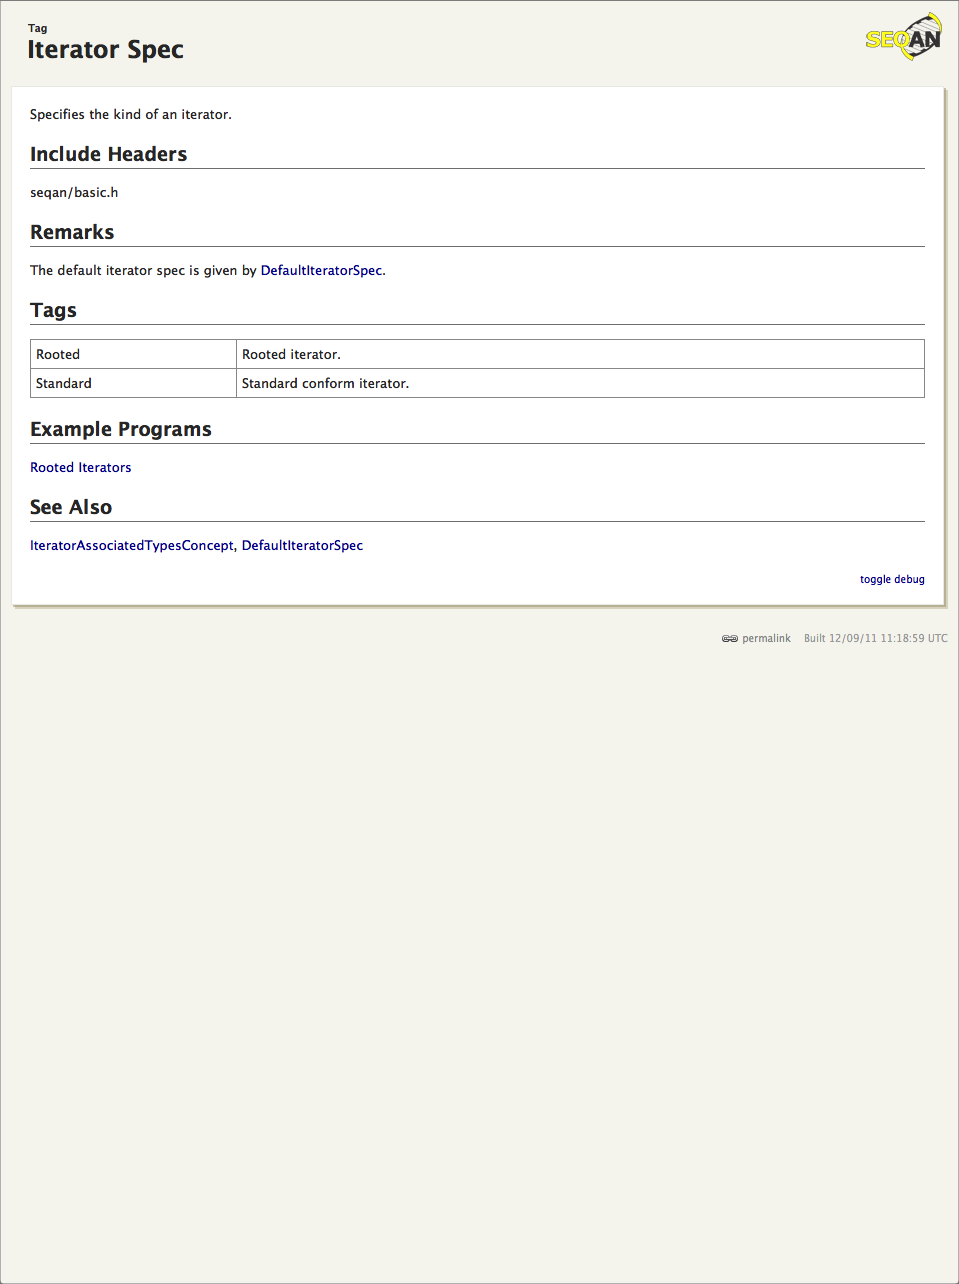 Tag
Iterator Spec
SEQAN
Specifies the kind of an iterator.
Include Headers
seqan/basic.h
Remarks
The default iterator spec is given by DefaultIteratorSpec.
Tags
Rooted Rooted iterator.
Standard Standard conform iterator.
Example Programs
Rooted Iterators
See Also
IteratorAssociatedTypesConcept, DefaultIteratorSpec
toggle debug
permalink Built 12/09/11 11:18:59 UTC